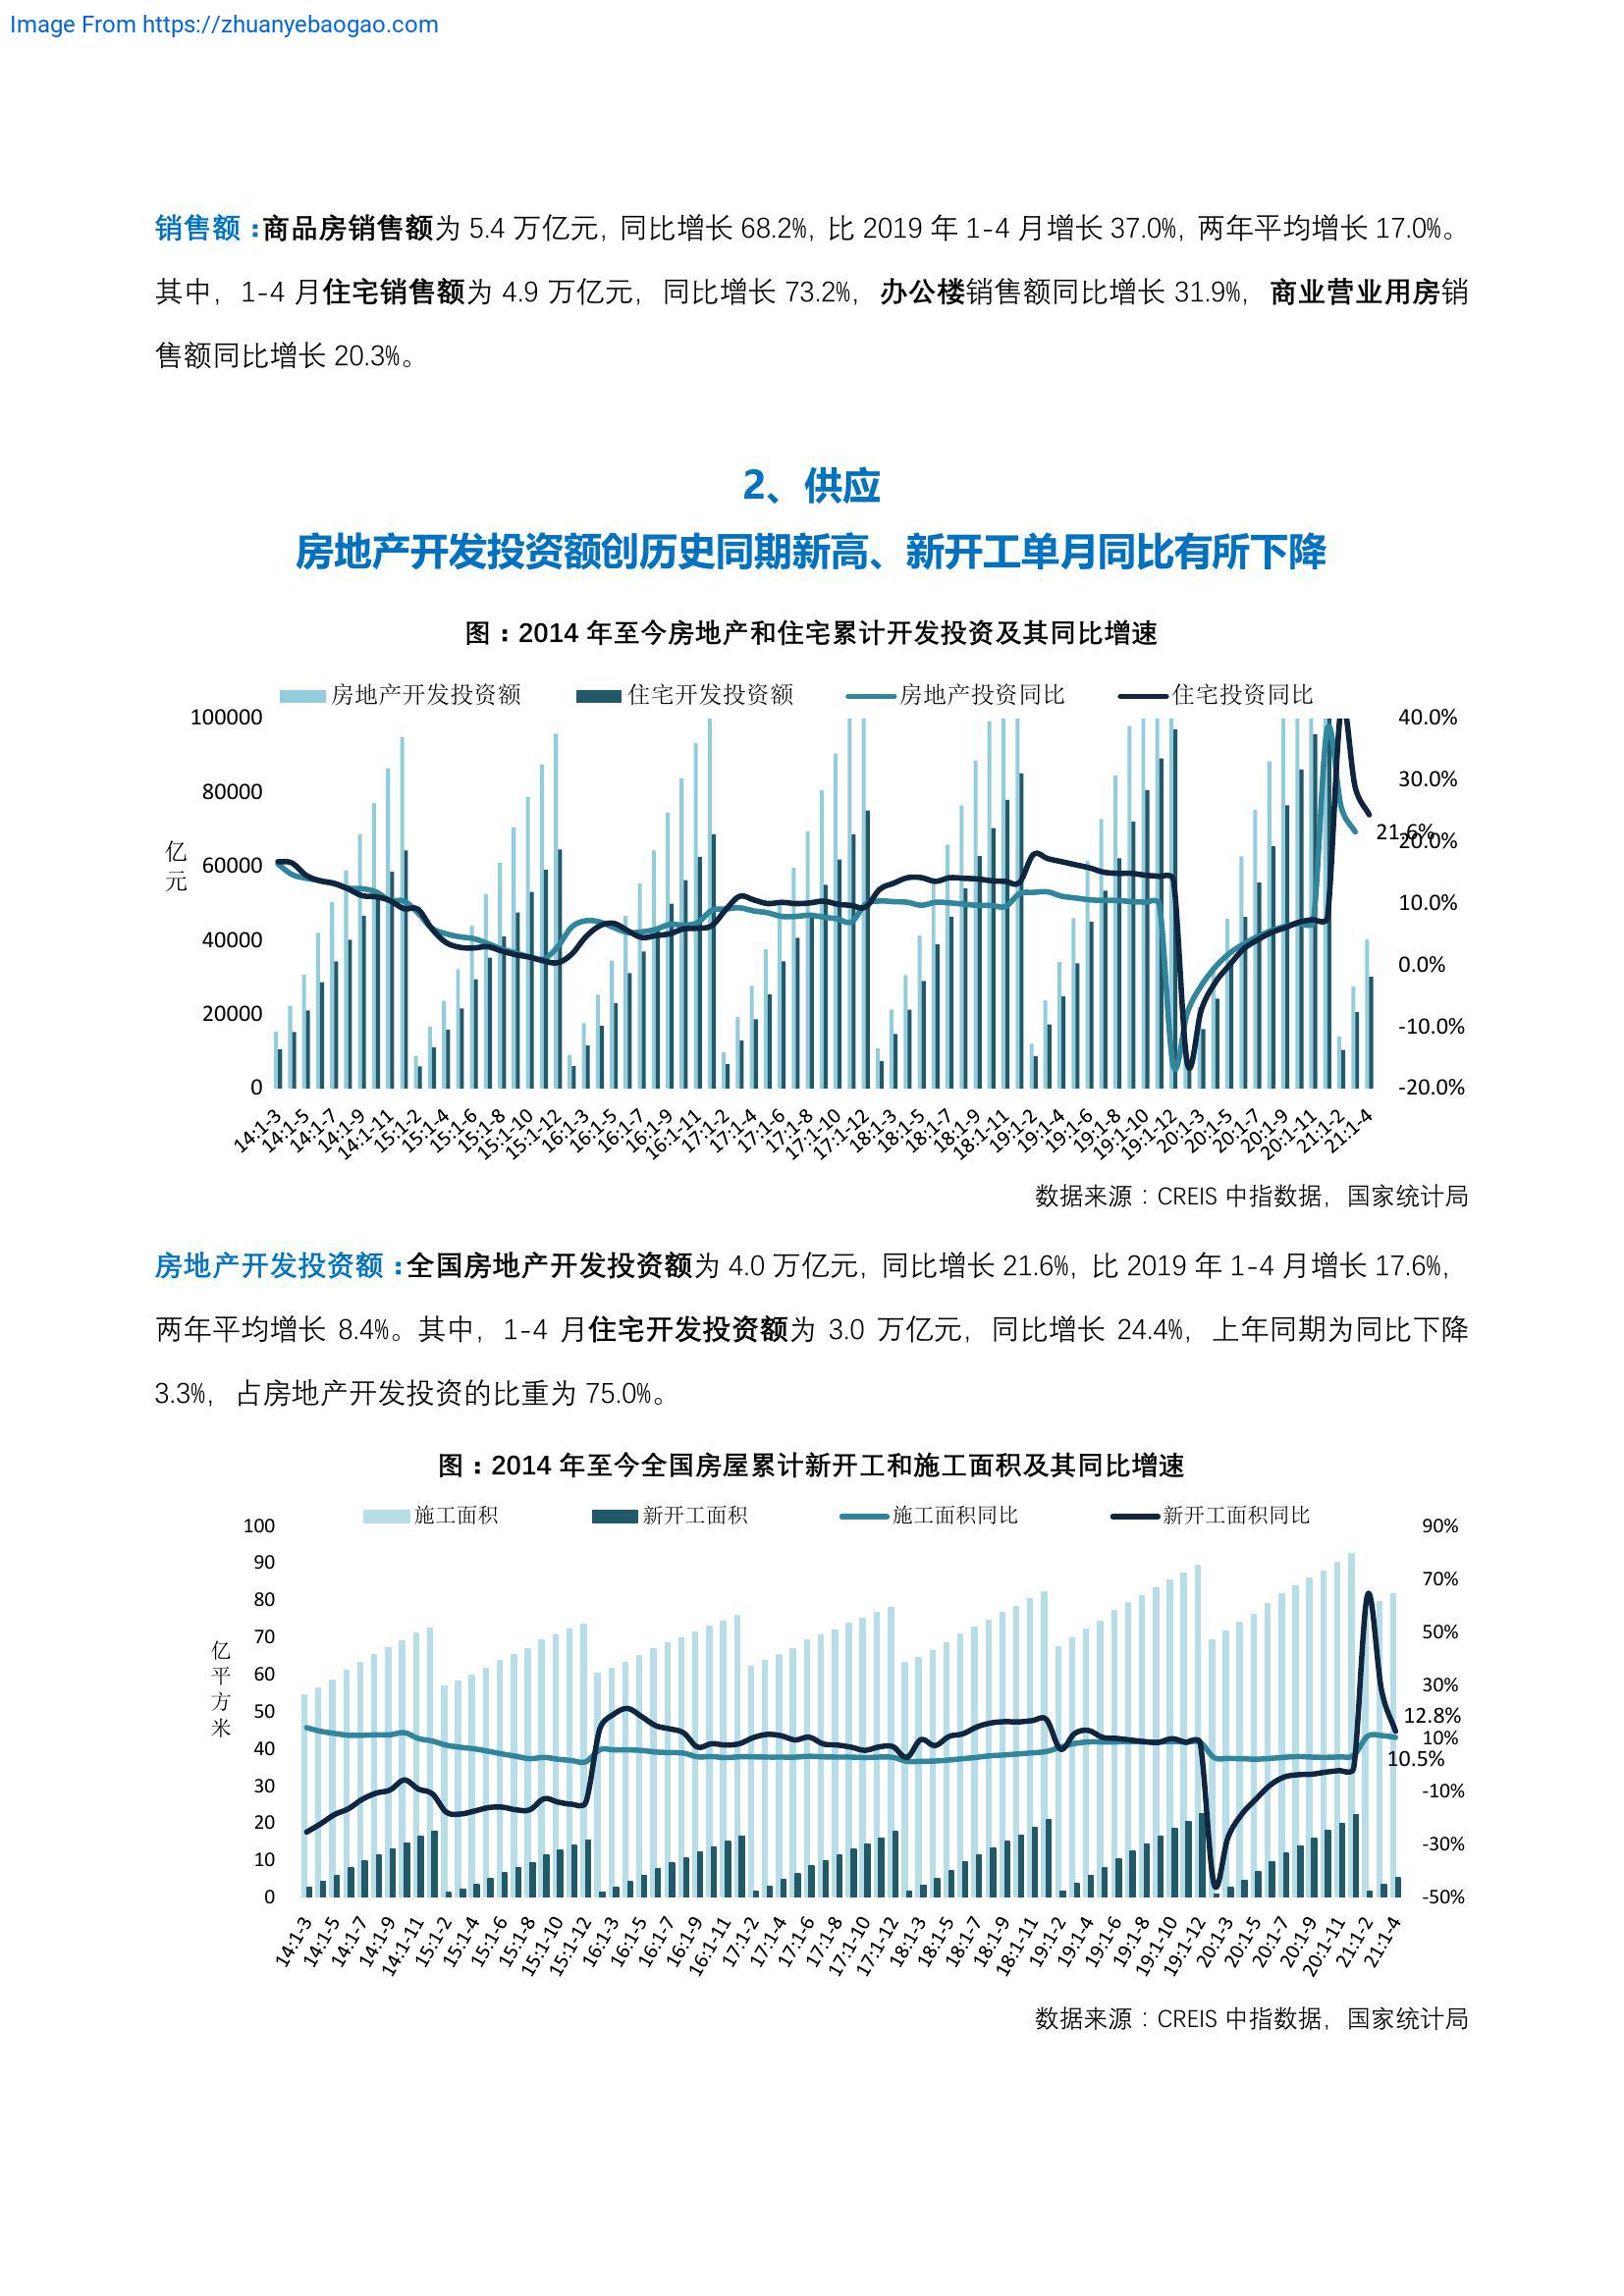 Image From https://zhuanyebaogao.com
销售额：商品房销售额为 5.4 万亿元，同比增长 68.2%，比 2019 年 1-4 月增长 37.0%，两年平均增长 17.0%。
其中，1-4 月住宅销售额为 4.9 万亿元，同比增长 73.2%，办公楼销售额同比增长 31.9%，商业营业用房销
售额同比增长 20.3%。
2、供应
房地产开发投资额创历史同期新高、新开工单月同比有所下降
图：2014 年至今房地产和住宅累计开发投资及其同比增速
房地产开发投资额 住宅开发投资额 房地产投资同比 住宅投资同比
亿元
100000
80000
60000
40000
20000
0
40.0%
30.0%
20.0%
10.0%
0.0%
-10.0%
-20.0%
21.6%
14:1-3 14:1-5 14:1-7 14:1-9 14:1-11 15:1-2 15:1-4 15:1-6 15:1-8 15:1-10 15:1-12 16:1-3 16:1-5 16:1-7 16:1-9 16:1-11 17:1-2 17:1-4 17:1-6 17:1-8 17:1-10 17:1-12 18:1-3 18:1-5 18:1-7 18:1-9 18:1-11 19:1-2 19:1-4 19:1-6 19:1-8 19:1-10 19:1-12 20:1-3 20:1-5 20:1-7 20:1-9 20:1-11 21:1-2 21:1-4
数据来源：CREIS 中指数据，国家统计局
房地产开发投资额：全国房地产开发投资额为 4.0 万亿元，同比增长 21.6%，比 2019 年 1-4 月增长 17.6%，
两年平均增长 8.4%。其中，1-4 月住宅开发投资额为 3.0 万亿元，同比增长 24.4%，上年同期为同比下降
3.3%，占房地产开发投资的比重为 75.0%。
图：2014 年至今全国房屋累计新开工和施工面积及其同比增速
施工面积 新开工面积 施工面积同比 新开工面积同比
亿平方米
100
90
80
70
60
50
40
30
20
10
0
90%
70%
50%
30%
12.8%
10%
10.5%
-10%
-30%
-50%
14:1-3 14:1-5 14:1-7 14:1-9 14:1-11 15:1-2 15:1-4 15:1-6 15:1-8 15:1-10 15:1-12 16:1-3 16:1-5 16:1-7 16:1-9 16:1-11 17:1-2 17:1-4 17:1-6 17:1-8 17:1-10 17:1-12 18:1-3 18:1-5 18:1-7 18:1-9 18:1-11 19:1-2 19:1-4 19:1-6 19:1-8 19:1-10 19:1-12 20:1-3 20:1-5 20:1-7 20:1-9 20:1-11 21:1-2 21:1-4
数据来源：CREIS 中指数据，国家统计局